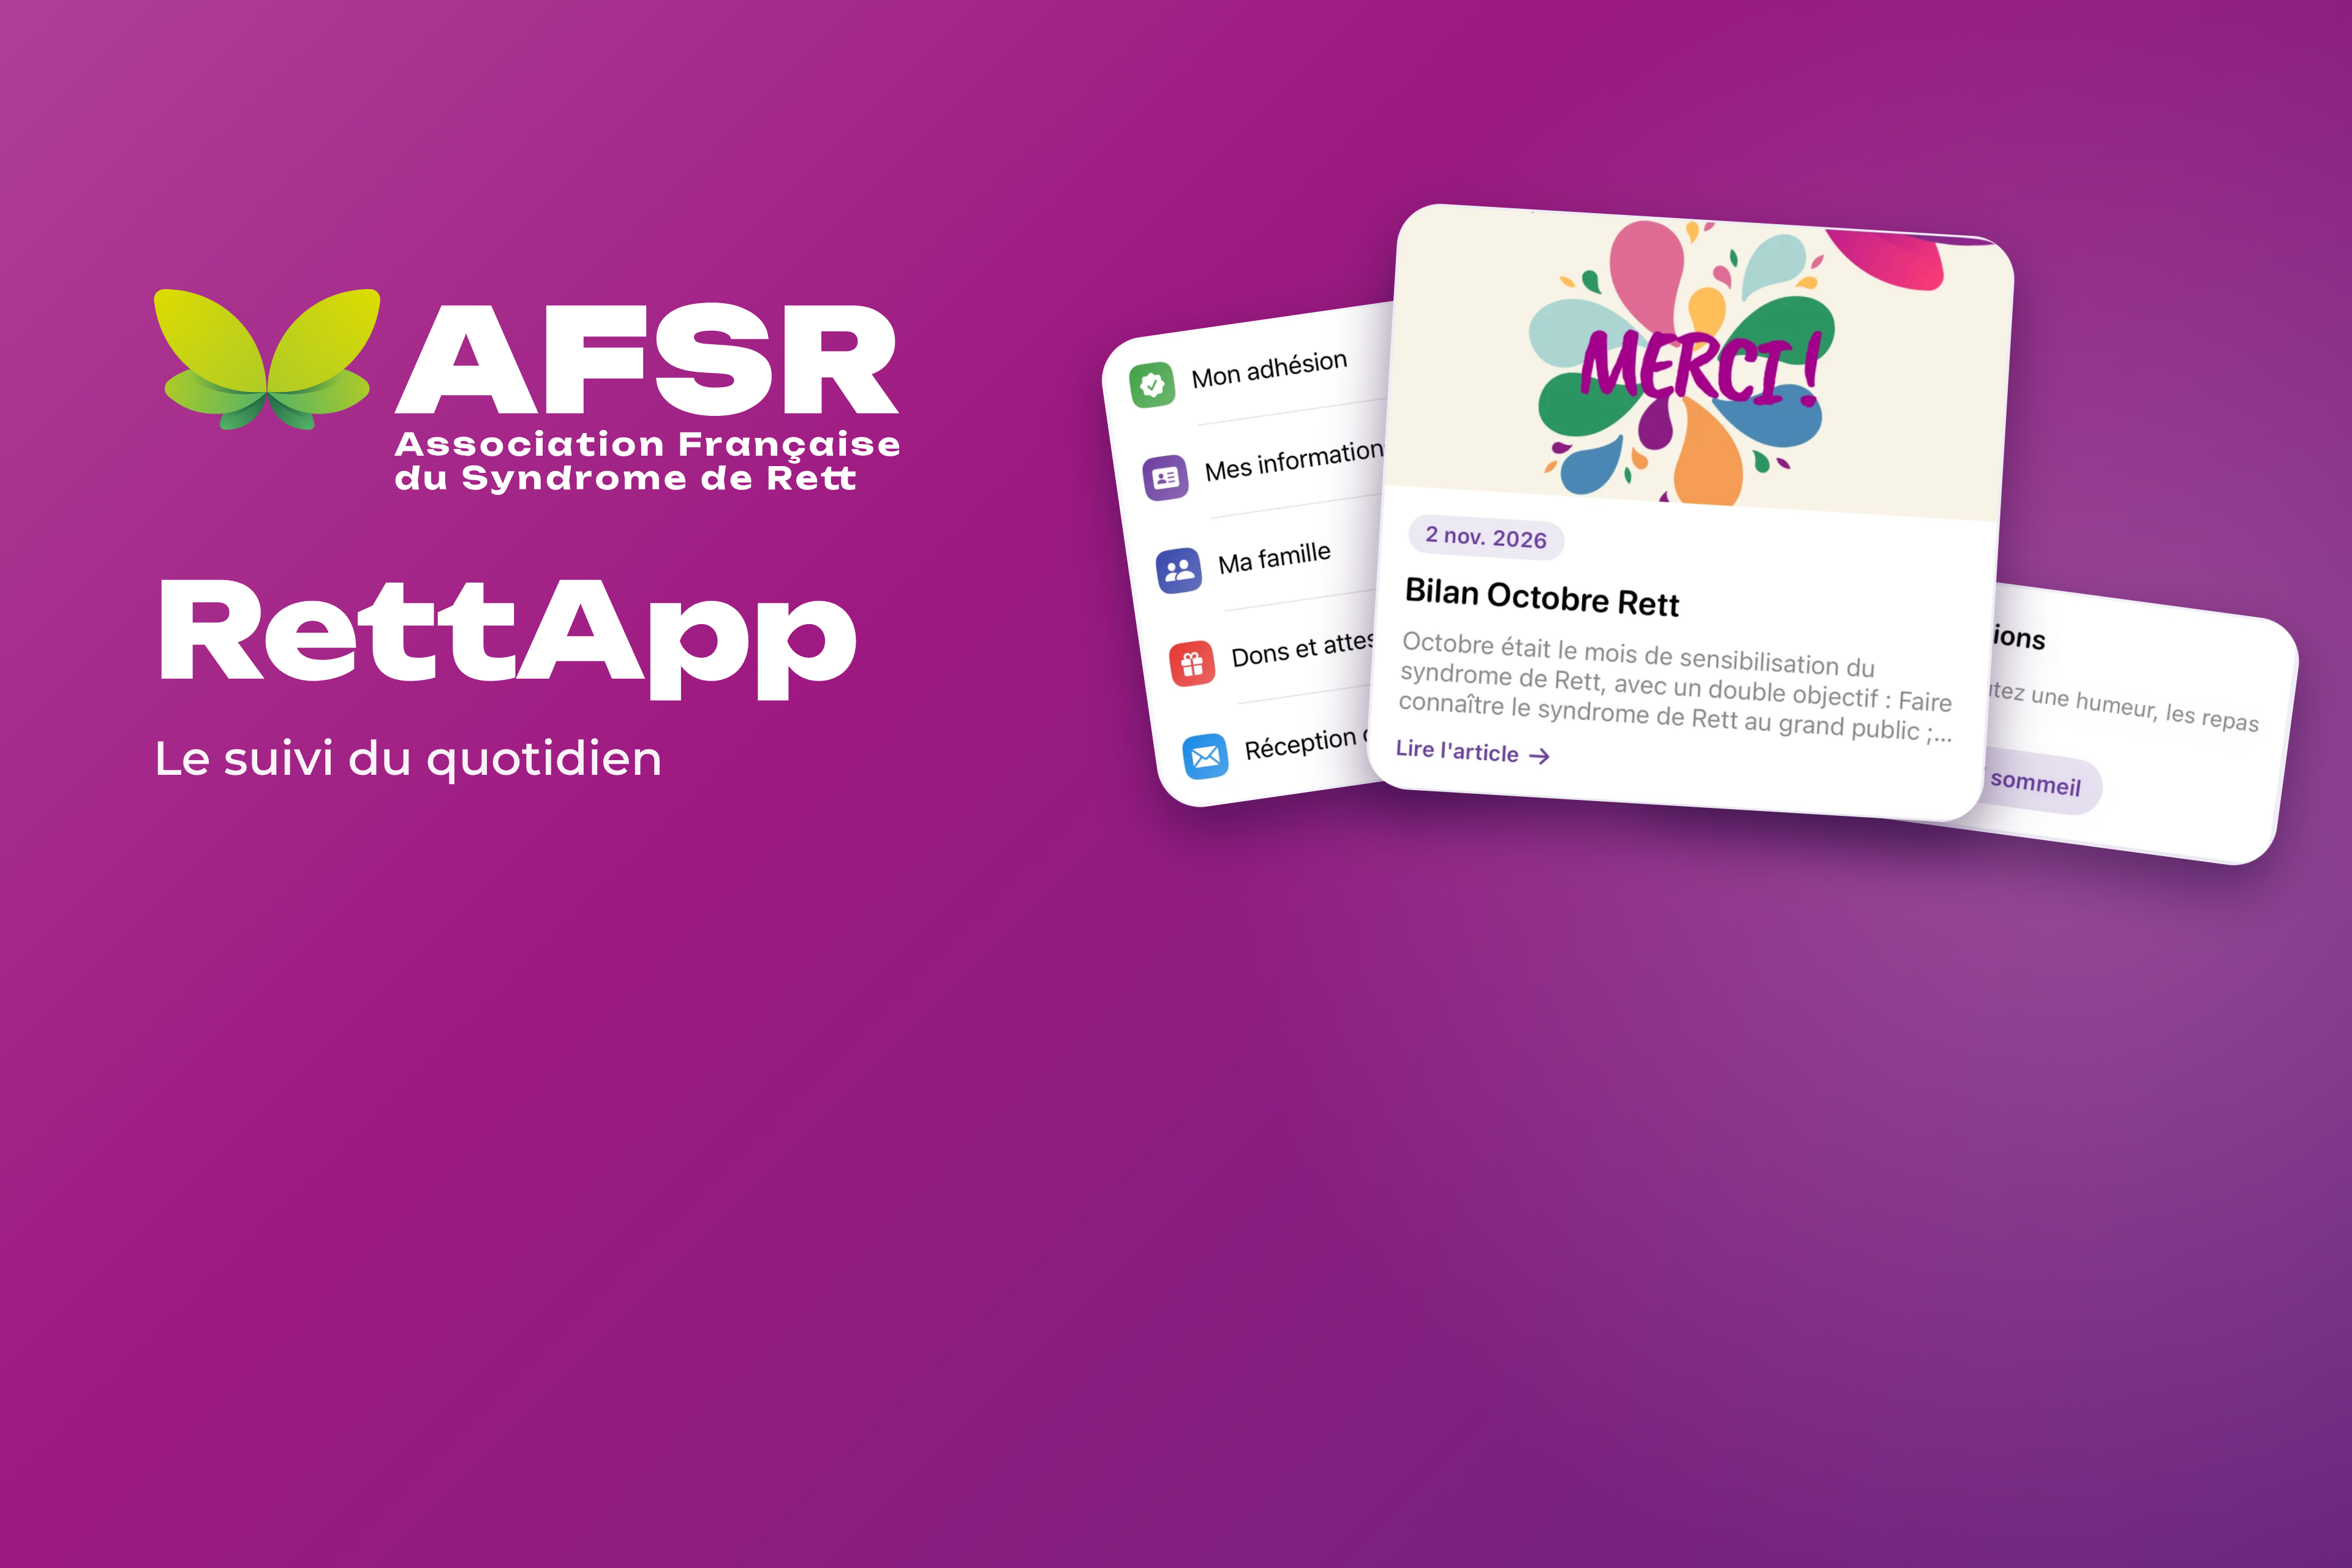 AFSR
Association Française
du Syndrome de Rett
RettApp
Le suivi du quotidien
Mon adhésion
Mes information
Ma famille
Dons et
Réception
MERCI !
2 nov. 2026
Bilan Octobre Rett
Octobre était le mois de sensibilisation du
syndrome de Rett, avec un double objectif : Faire
connaître le syndrome de Rett au grand public ;...
Lire l'article →
une humeur, les repas
sommeil